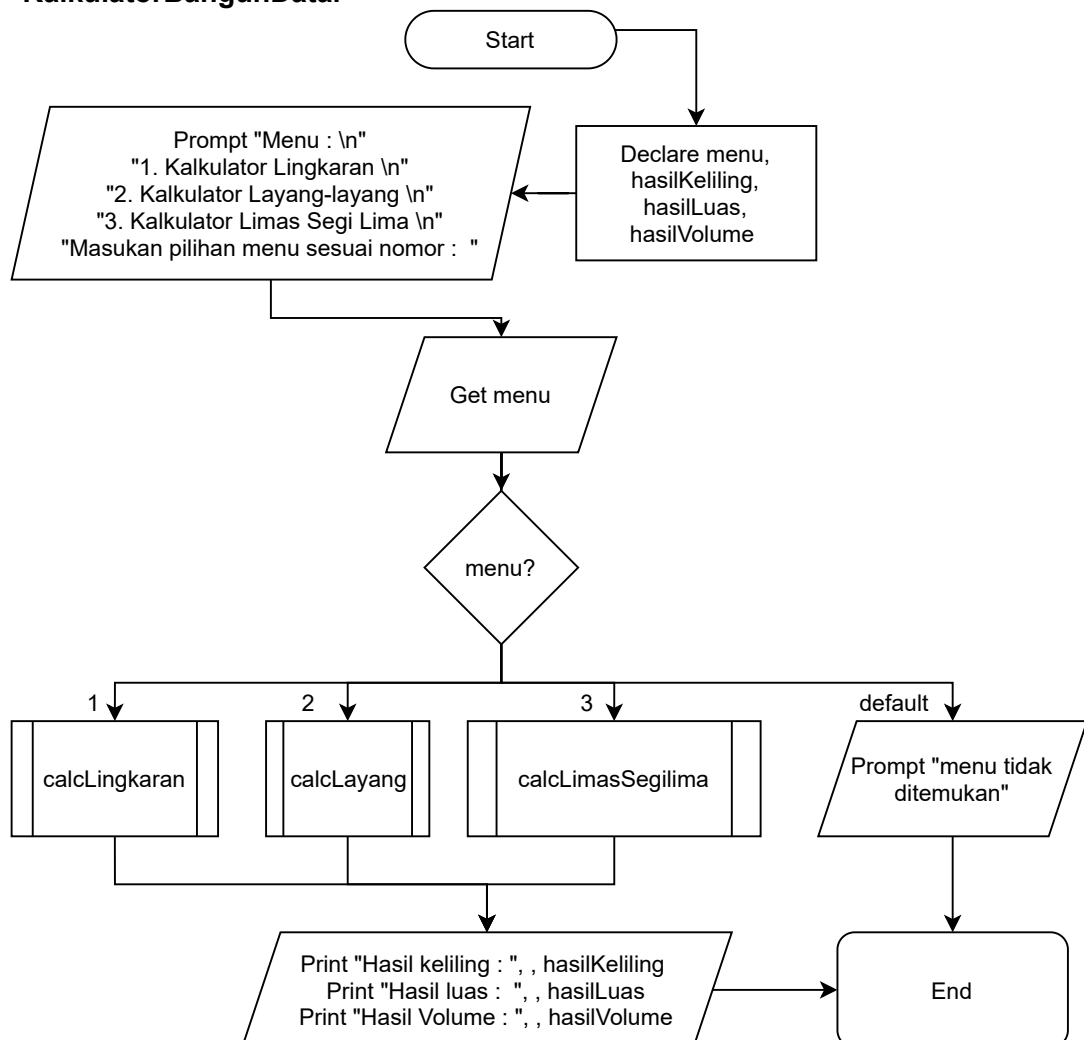 Start
Declare menu,
hasilKeliling,
hasilLuas,
hasilVolume
Prompt "Menu : \n"
"1. Kalkulator Lingkaran \n"
"2. Kalkulator Layang-layang \n"
"3. Kalkulator Limas Segi Lima \n"
"Masukan pilihan menu sesuai nomor :  "
Get menu
menu?
1
2
3
default
calcLingkaran
calcLayang
calcLimasSegilima
Prompt "menu tidak
ditemukan"
Print "Hasil keliling : ", , hasilKeliling
Print "Hasil luas :  ", , hasilLuas
Print "Hasil Volume : ", , hasilVolume
End